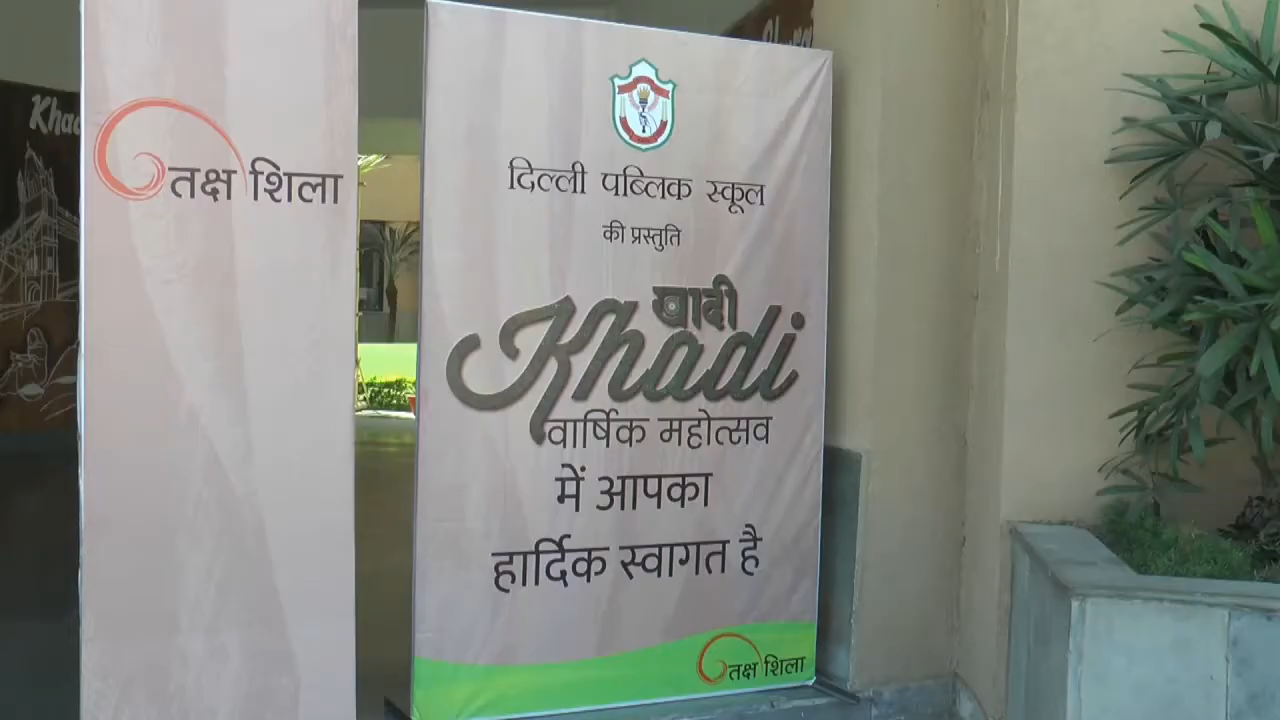 तक्ष शिला
दिल्ली पब्लिक स्कूल
की प्रस्तुति
खादी
Khadi
वार्षिक महोत्सव
में आपका
हार्दिक स्वागत है
तक्ष शिला